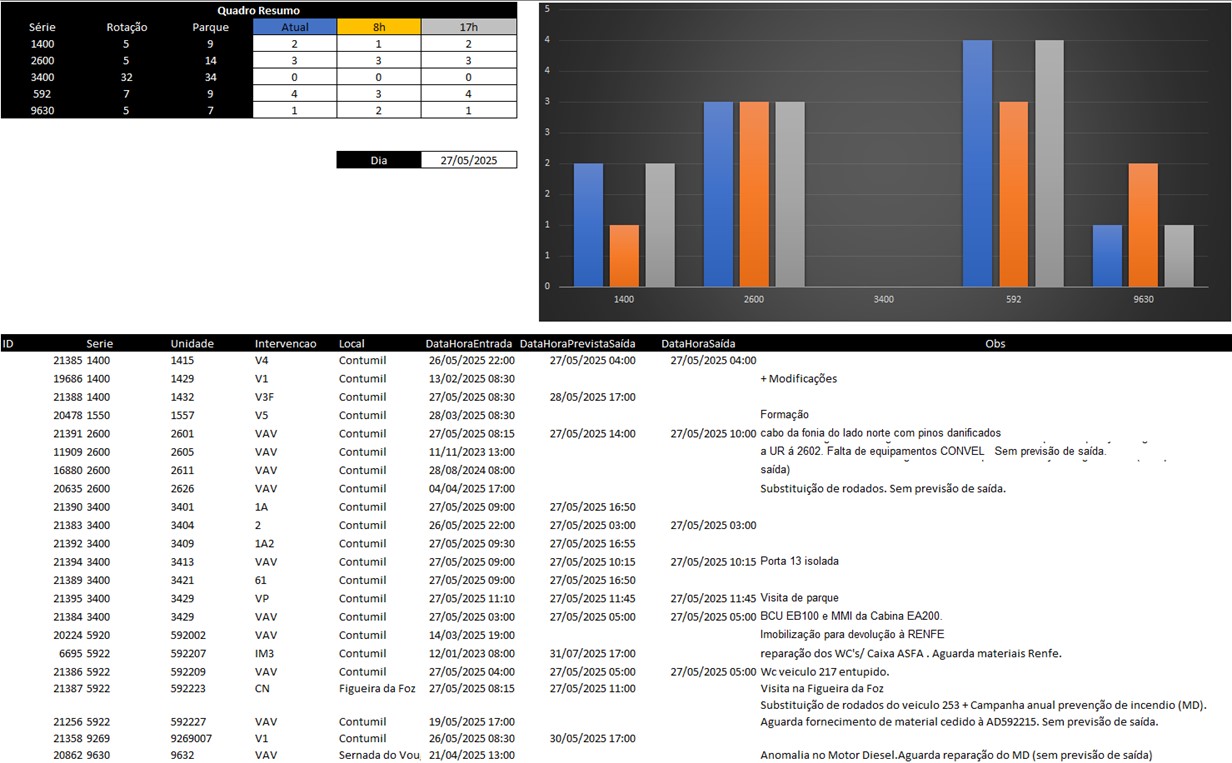 Quadro Resumo
Série Rotação Parque Atual 8h 17h
1400 5 9 2 1 2
2600 5 14 3 3 3
3400 32 34 0 0 0
592 7 9 4 3 4
9630 5 7 1 2 1
Dia 27/05/2025
5
4
4
3
3
2
2
1
1
0
1400 2600 3400 592 9630
ID Serie Unidade Intervencao Local DataHoraEntrada DataHoraPrevistaSaída DataHoraSaída Obs
21385 1400 1415 V4 Contumil 26/05/2025 22:00 27/05/2025 04:00 27/05/2025 04:00
19686 1400 1429 V1 Contumil 13/02/2025 08:30 + Modificações
21388 1400 1432 V3F Contumil 27/05/2025 08:30 28/05/2025 17:00
20478 1550 1557 V5 Contumil 28/03/2025 08:30 Formação
21391 2600 2601 VAV Contumil 27/05/2025 08:15 27/05/2025 14:00 27/05/2025 10:00 cabo da fonia do lado norte com pinos danificados
11909 2600 2605 VAV Contumil 11/11/2023 13:00 a UR á 2602. Falta de equipamentos CONVEL Sem previsão de saída.
16880 2600 2611 VAV Contumil 28/08/2024 08:00 saída)
20635 2600 2626 VAV Contumil 04/04/2025 17:00 Substituição de rodados. Sem previsão de saída.
21390 3400 3401 1A Contumil 27/05/2025 09:00 27/05/2025 16:50
21383 3400 3404 2 Contumil 26/05/2025 22:00 27/05/2025 03:00 27/05/2025 03:00
21392 3400 3409 1A2 Contumil 27/05/2025 09:30 27/05/2025 16:55
21394 3400 3413 VAV Contumil 27/05/2025 09:00 27/05/2025 10:15 27/05/2025 10:15 Porta 13 isolada
21389 3400 3421 61 Contumil 27/05/2025 09:00 27/05/2025 16:50
21395 3400 3429 VP Contumil 27/05/2025 11:10 27/05/2025 11:45 27/05/2025 11:45 Visita de parque
21384 3400 3429 VAV Contumil 27/05/2025 03:00 27/05/2025 05:00 27/05/2025 05:00 BCU EB100 e MMI da Cabina EA200.
20224 5920 592002 VAV Contumil 14/03/2025 19:00 Imobilização para devolução à RENFE
6695 5922 592207 IM3 Contumil 12/01/2023 08:00 31/07/2025 17:00 reparação dos WC's/ Caixa ASFA . Aguarda materiais Renfe.
21386 5922 592209 VAV Contumil 27/05/2025 04:00 27/05/2025 05:00 27/05/2025 05:00 Wc veiculo 217 entupido.
21387 5922 592223 CN Figueira da Foz 27/05/2025 08:15 27/05/2025 11:00 Visita na Figueira da Foz
Substituição de rodados do veiculo 253 + Campanha anual prevenção de incendio (MD).
21256 5922 592227 VAV Contumil 19/05/2025 17:00 Aguarda fornecimento de material cedido à AD592215. Sem previsão de saída.
21358 9269 9269007 V1 Contumil 26/05/2025 08:30 30/05/2025 17:00
20862 9630 9632 VAV Sernada do Vou 21/04/2025 13:00 Anomalia no Motor Diesel.Aguarda reparação do MD (sem previsão de saída)